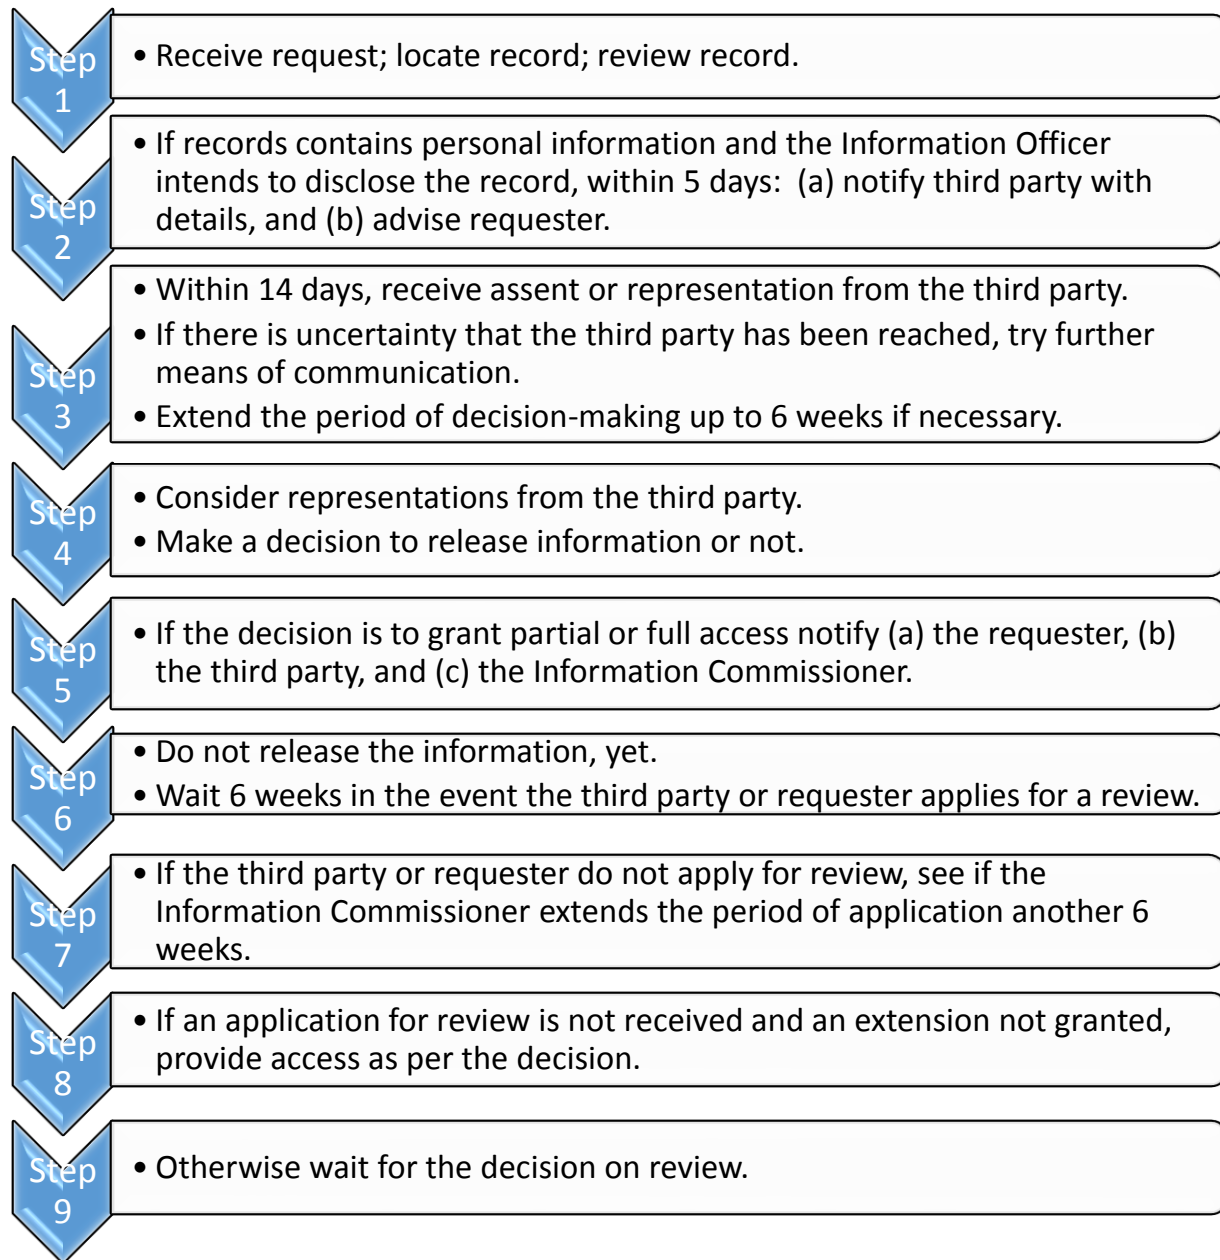 Step
1
• Receive request; locate record; review record.
Step
2
• If records contains personal information and the Information Officer
intends to disclose the record, within 5 days:  (a) notify third party with
details, and (b) advise requester.
Step
3
• Within 14 days, receive assent or representation from the third party.
• If there is uncertainty that the third party has been reached, try further
means of communication.
• Extend the period of decision-making up to 6 weeks if necessary.
Step
4
• Consider representations from the third party.
• Make a decision to release information or not.
Step
5
• If the decision is to grant partial or full access notify (a) the requester, (b)
the third party, and (c) the Information Commissioner.
Step
6
• Do not release the information, yet.
• Wait 6 weeks in the event the third party or requester applies for a review.
Step
7
• If the third party or requester do not apply for review, see if the
Information Commissioner extends the period of application another 6
weeks.
Step
8
• If an application for review is not received and an extension not granted,
provide access as per the decision.
Step
9
• Otherwise wait for the decision on review.